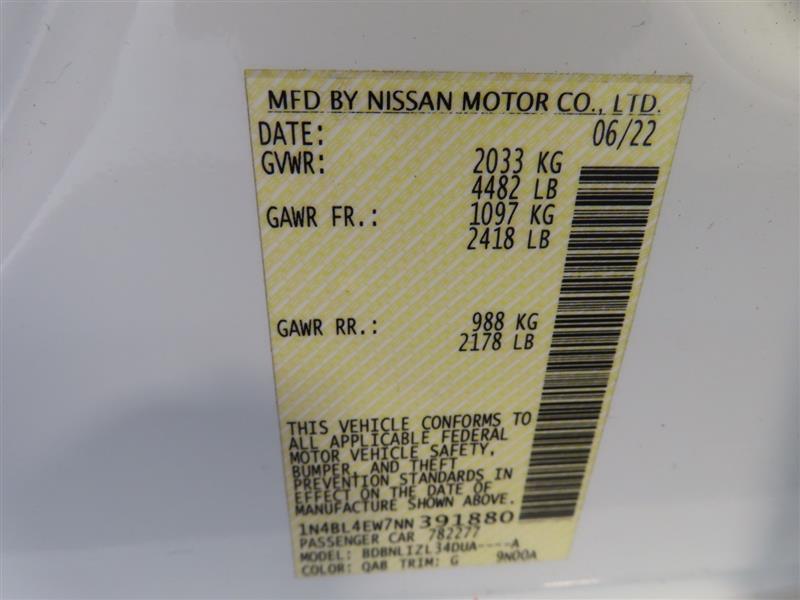 MFD BY NISSAN MOTOR CO., LTD.
DATE: 06/22
GVWR: 2033 KG
4482 LB
GAWR FR.: 1097 KG
2418 LB
GAWR RR.: 988 KG
2178 LB
THIS VEHICLE CONFORMS TO
ALL APPLICABLE FEDERAL
MOTOR VEHICLE SAFETY,
BUMPER, AND THEFT
PREVENTION STANDARDS IN
EFFECT ON THE DATE OF
MANUFACTURE SHOWN ABOVE.
1N4BL4EW7NN391880
PASSENGER CAR 782277
MODEL: BDBNLIZL34DUA----A
COLOR: QAB TRIM: G 9N00A